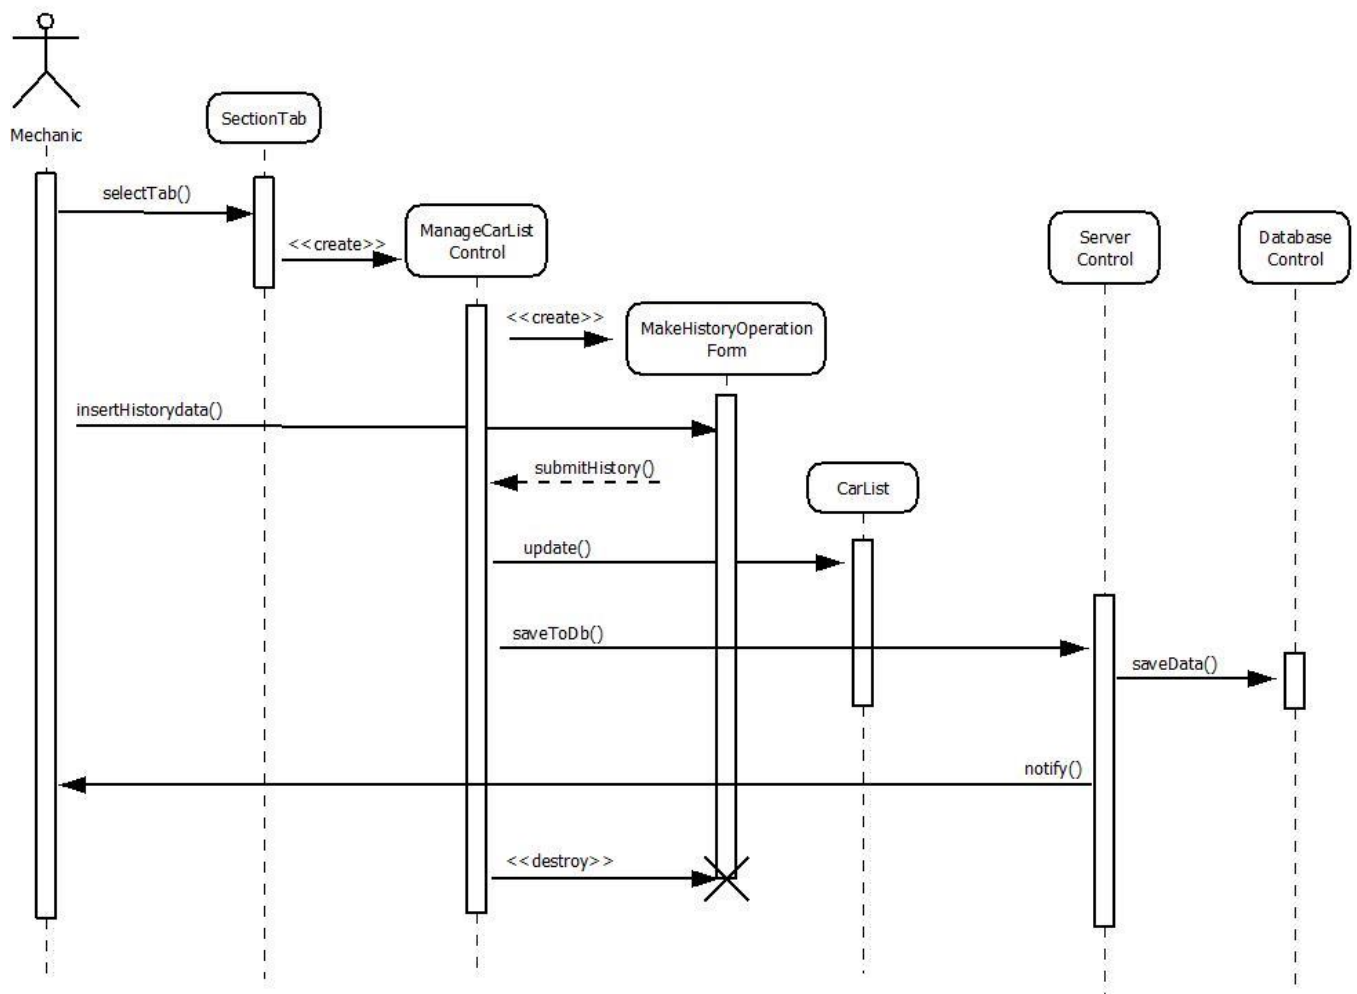 Mechanic
SectionTab
selectTab()
<<create>>
ManageCarList
Control
Server
Control
Database
Control
<<create>>
MakeHistoryOperation
Form
insertHistorydata()
submitHistory()
CarList
update()
saveToDb()
saveData()
notify()
<<destroy>>